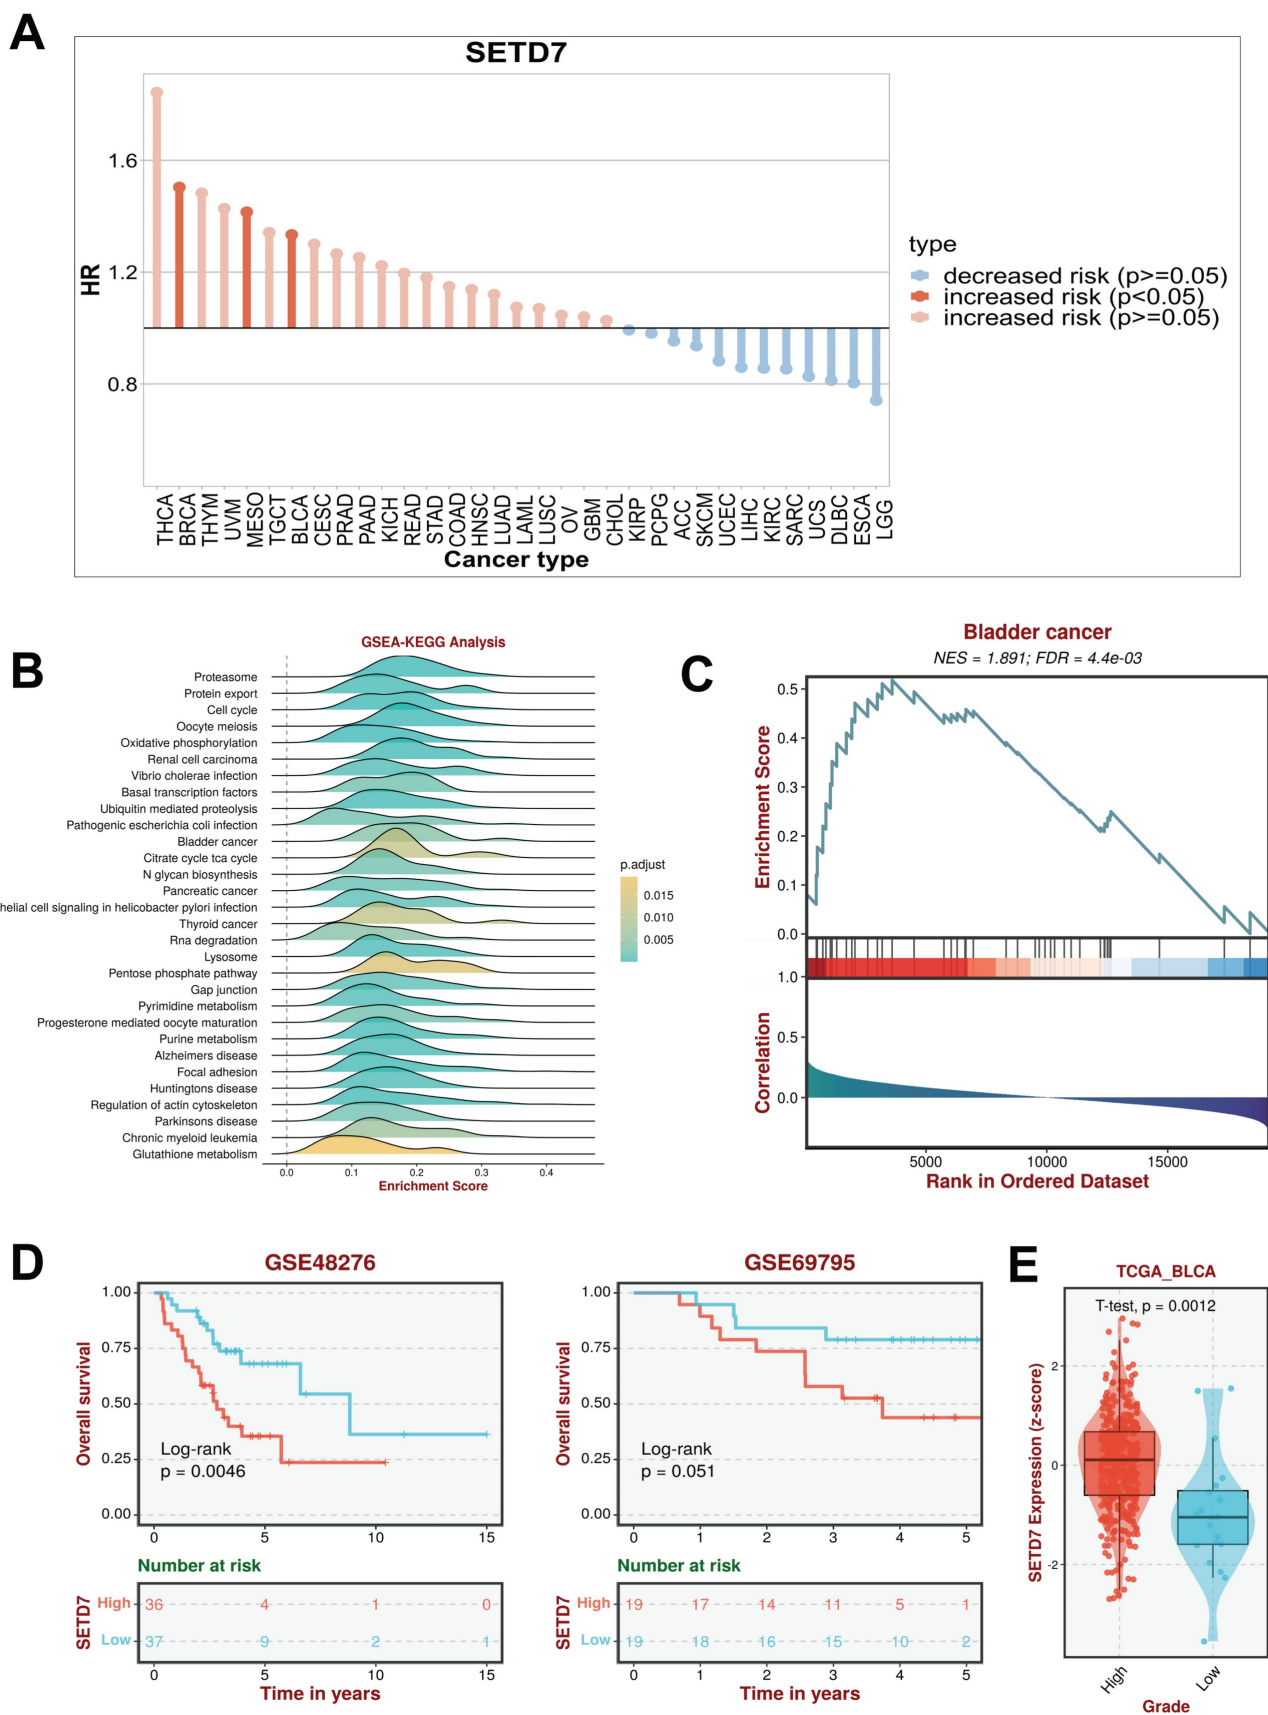 A
SETD7
HR
1.6
1.2
0.8
THCA
BRCA
THYM
UVM
MESO
TGCT
BLCA
CESC
PRAD
PAAD
KICH
READ
STAD
COAD
HNSC
LUAD
LAML
LUSC
OV
GBM
CHOL
KIRP
PCPG
ACC
SKCM
UCEC
LIHC
KIRC
SARC
UCS
DLBC
ESCA
LGG
Cancer type
type
decreased risk (p>=0.05)
increased risk (p<0.05)
increased risk (p>=0.05)
B
GSEA-KEGG Analysis
Proteasome
Protein export
Cell cycle
Oocyte meiosis
Oxidative phosphorylation
Renal cell carcinoma
Vibrio cholerae infection
Basal transcription factors
Ubiquitin mediated proteolysis
Pathogenic escherichia coli infection
Bladder cancer
Citrate cycle tca cycle
N glycan biosynthesis
Pancreatic cancer
helial cell signaling in helicobacter pylori infection
Thyroid cancer
Rna degradation
Lysosome
Pentose phosphate pathway
Gap junction
Pyrimidine metabolism
Progesterone mediated oocyte maturation
Purine metabolism
Alzheimers disease
Focal adhesion
Huntingtons disease
Regulation of actin cytoskeleton
Parkinsons disease
Chronic myeloid leukemia
Glutathione metabolism
0.0 0.1 0.2 0.3 0.4
Enrichment Score
p.adjust
0.015
0.010
0.005
C
Bladder cancer
NES = 1.891; FDR = 4.4e-03
Enrichment Score
0.5
0.4
0.3
0.2
0.1
0.0
Correlation
1.0
0.5
0.0
5000 10000 15000
Rank in Ordered Dataset
D
GSE48276
Overall survival
1.00
0.75
0.50
0.25
0.00
Log-rank
p = 0.0046
0 5 10 15
Number at risk
SETD7
High 36 4 1 0
Low 37 9 2 1
0 5 10 15
Time in years
GSE69795
Overall survival
1.00
0.75
0.50
0.25
0.00
Log-rank
p = 0.051
0 1 2 3 4 5
Number at risk
SETD7
High 19 17 14 11 5 1
Low 19 18 16 15 10 2
0 1 2 3 4 5
Time in years
E
TCGA_BLCA
T-test, p = 0.0012
SETD7 Expression (z-score)
2
0
-2
High
Low
Grade